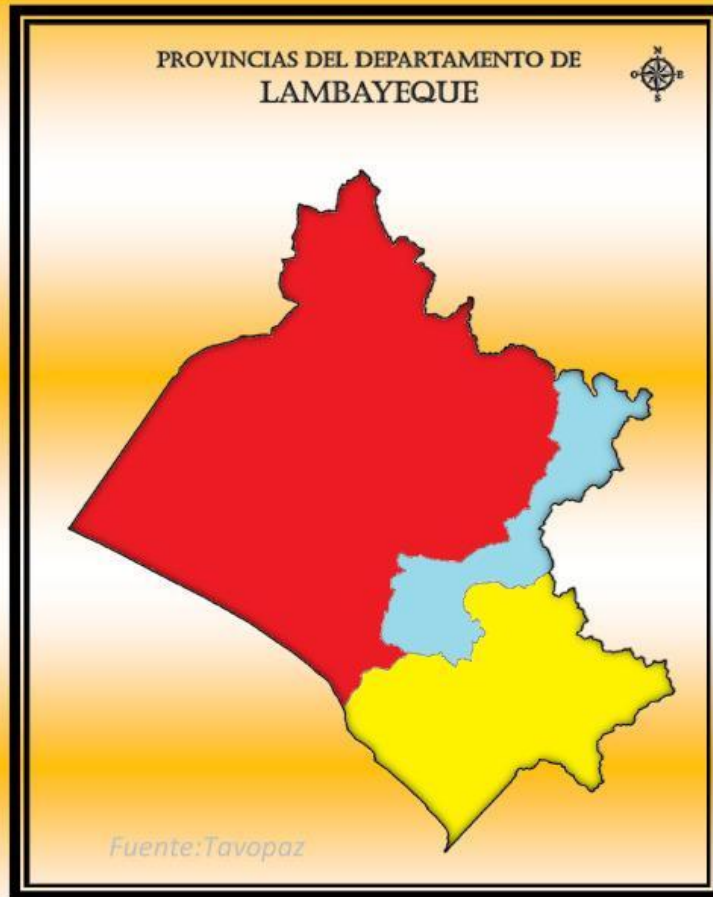 PROVINCIAS DEL DEPARTAMENTO DE
LAMBAYEQUE
N
O E
S
Fuente:Tavopaz